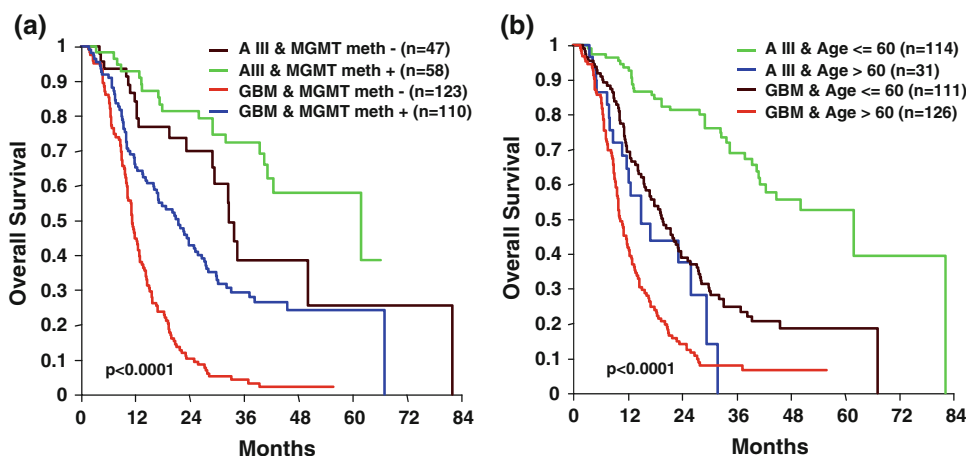 (a)
A III & MGMT meth - (n=47)
AIII & MGMT meth + (n=58)
GBM & MGMT meth - (n=123)
GBM & MGMT meth + (n=110)
Overall Survival
1
0.9
0.8
0.7
0.6
0.5
0.4
0.3
0.2
0.1
0
p<0.0001
0 12 24 36 48 60 72 84
Months
(b)
A III & Age <= 60 (n=114)
A III & Age > 60 (n=31)
GBM & Age <= 60 (n=111)
GBM & Age > 60 (n=126)
Overall Survival
1
0.9
0.8
0.7
0.6
0.5
0.4
0.3
0.2
0.1
0
p<0.0001
0 12 24 36 48 60 72 84
Months